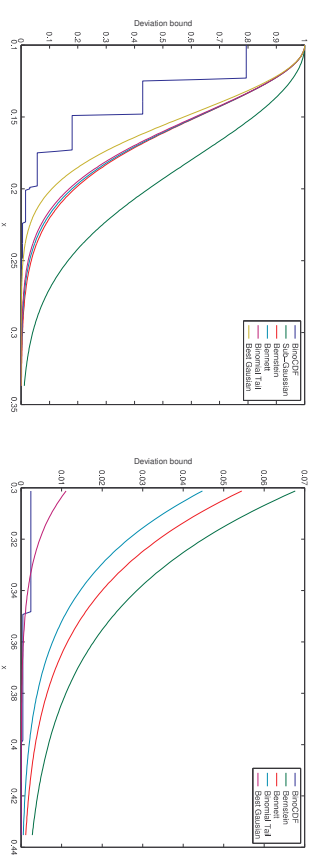 Deviation bound
1
0.9
0.8
0.7
0.6
0.5
0.4
0.3
0.2
0.1
0
0.1
0.15
0.2
0.25
0.3
0.35
x
BinoCDF
Sub-Gaussian
Bernstein
Bennett
Binomial Tail
Best Gausian
Deviation bound
0.07
0.06
0.05
0.04
0.03
0.02
0.01
0
0.3
0.32
0.34
0.36
0.38
0.4
0.42
0.44
x
BinoCDF
Bernstein
Bennett
Binomial Tail
Best Gausian